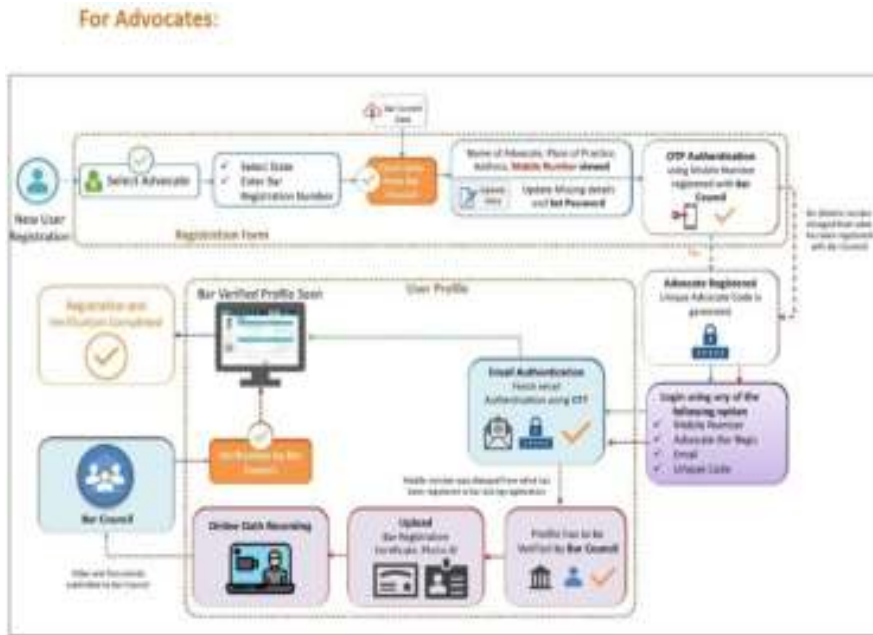 For Advocates:
Bar Council
Data
Select Advocate
Select State
Enter Bar
Registration Number
Name of Advocate, Place of Practice,
Address, Mobile Number viewed
Update Missing details
and Set Password
OTP Authentication
using Mobile Number
registered with Bar
Council
New User
Registration
Registration Form
Advocate Registered
Unique Advocate Code is
generated
Registration and
Verification Completed
Bar Verified Profile Seen
User Profile
Email Authentication
Authentication using OTP
Login using any of the
following option
Mobile Number
Advocate Bar Regis
Email
Unique Code
Verification by Bar
Council
Bar Council
Online Oath Recording
Upload
Bar Registration
Certificate, Photo ID
Profile has to be
Verified by Bar Council